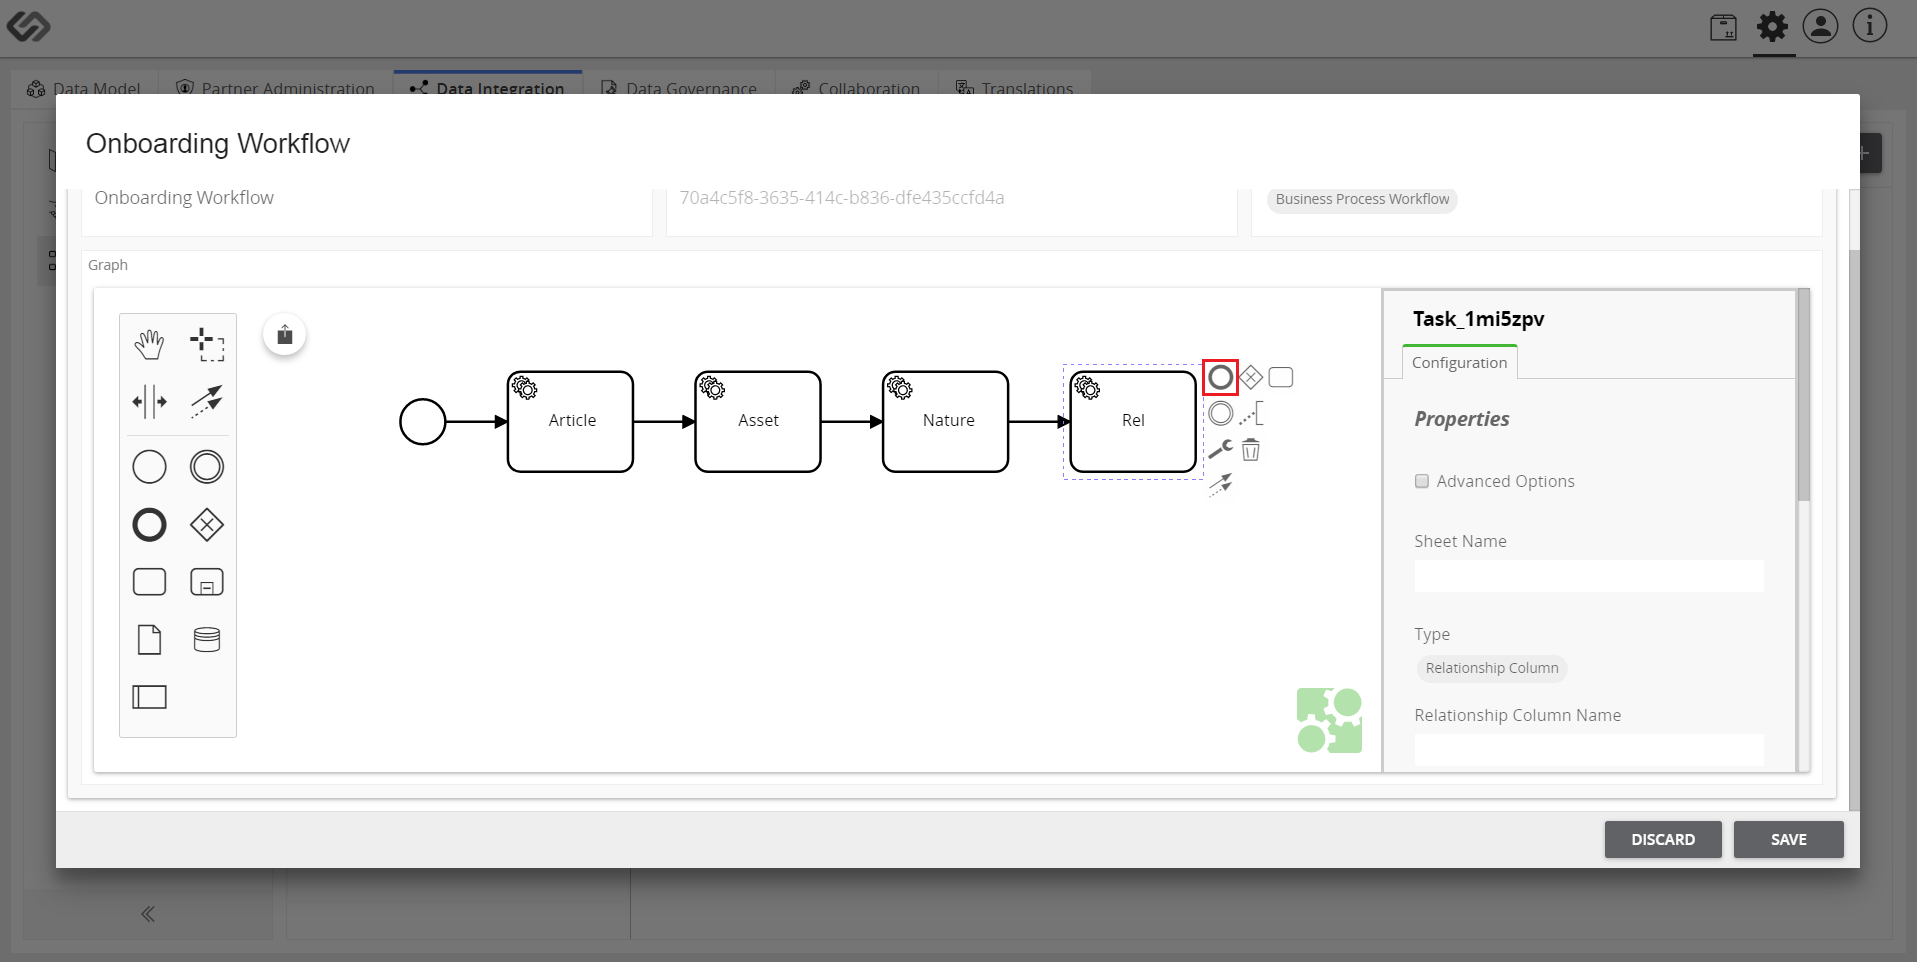 Data Model Partner Administration Data Integration Data Governance Collaboration Translations
Onboarding Workflow
Onboarding Workflow 70a4c5f8-3635-414c-b836-dfe435ccfd4a Business Process Workflow
Graph
Task_1mi5zpv
Configuration
Article Asset Nature Rel
Properties
Advanced Options
Sheet Name
Type
Relationship Column
Relationship Column Name
DISCARD SAVE